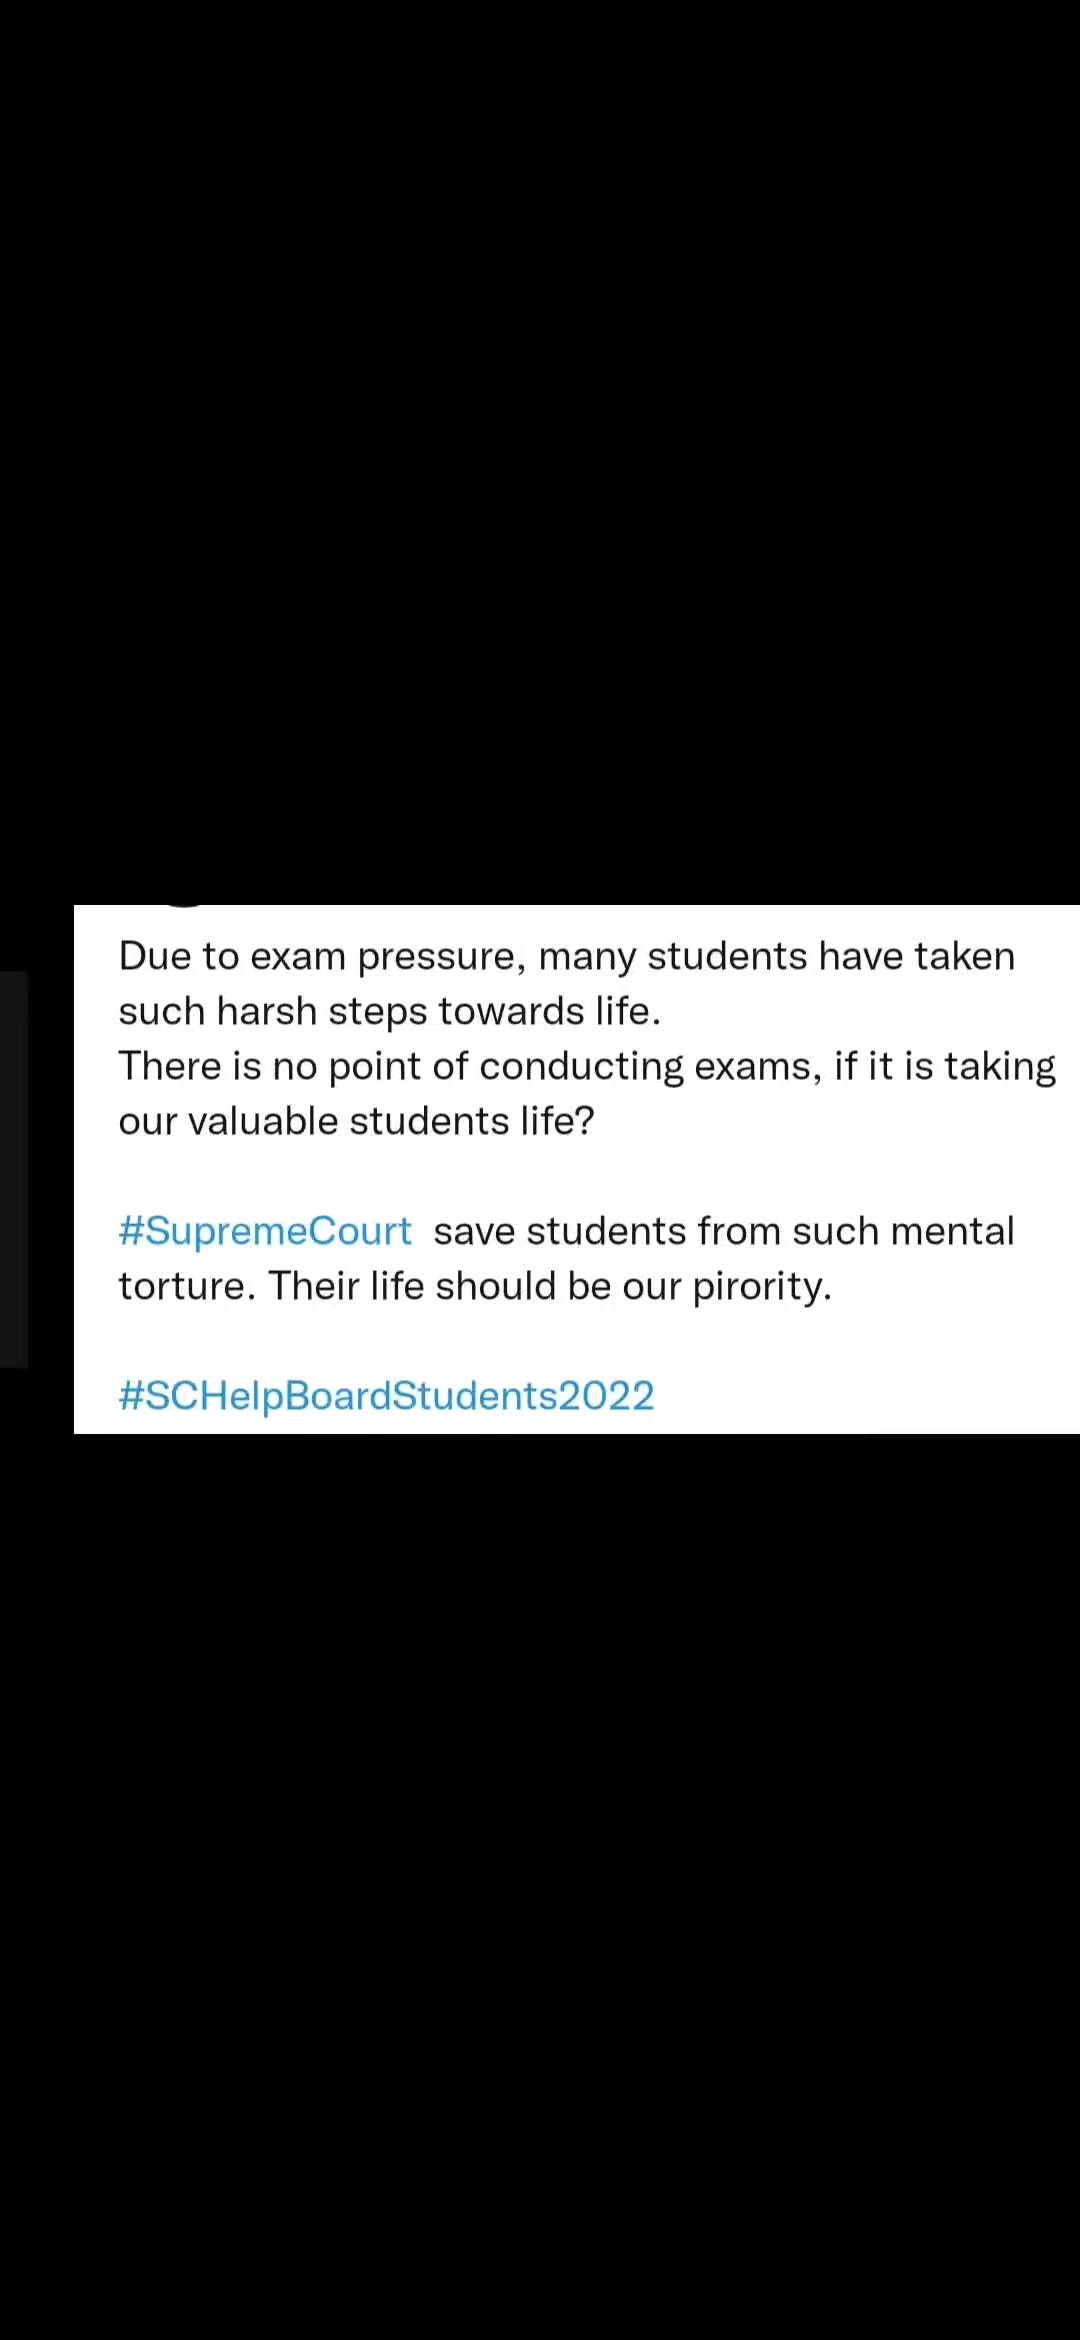 Due to exam pressure, many students have taken
such harsh steps towards life.
There is no point of conducting exams, if it is taking
our valuable students life?
#SupremeCourt save students from such mental
torture. Their life should be our pirority.
#SCHelpBoardStudents2022